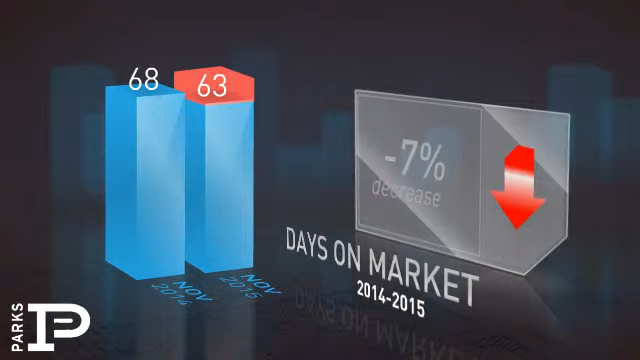 68
63
-7%
decrease
DAYS ON MARKET
2014-2015
NOV
2014
NOV
2015
PARKS
P